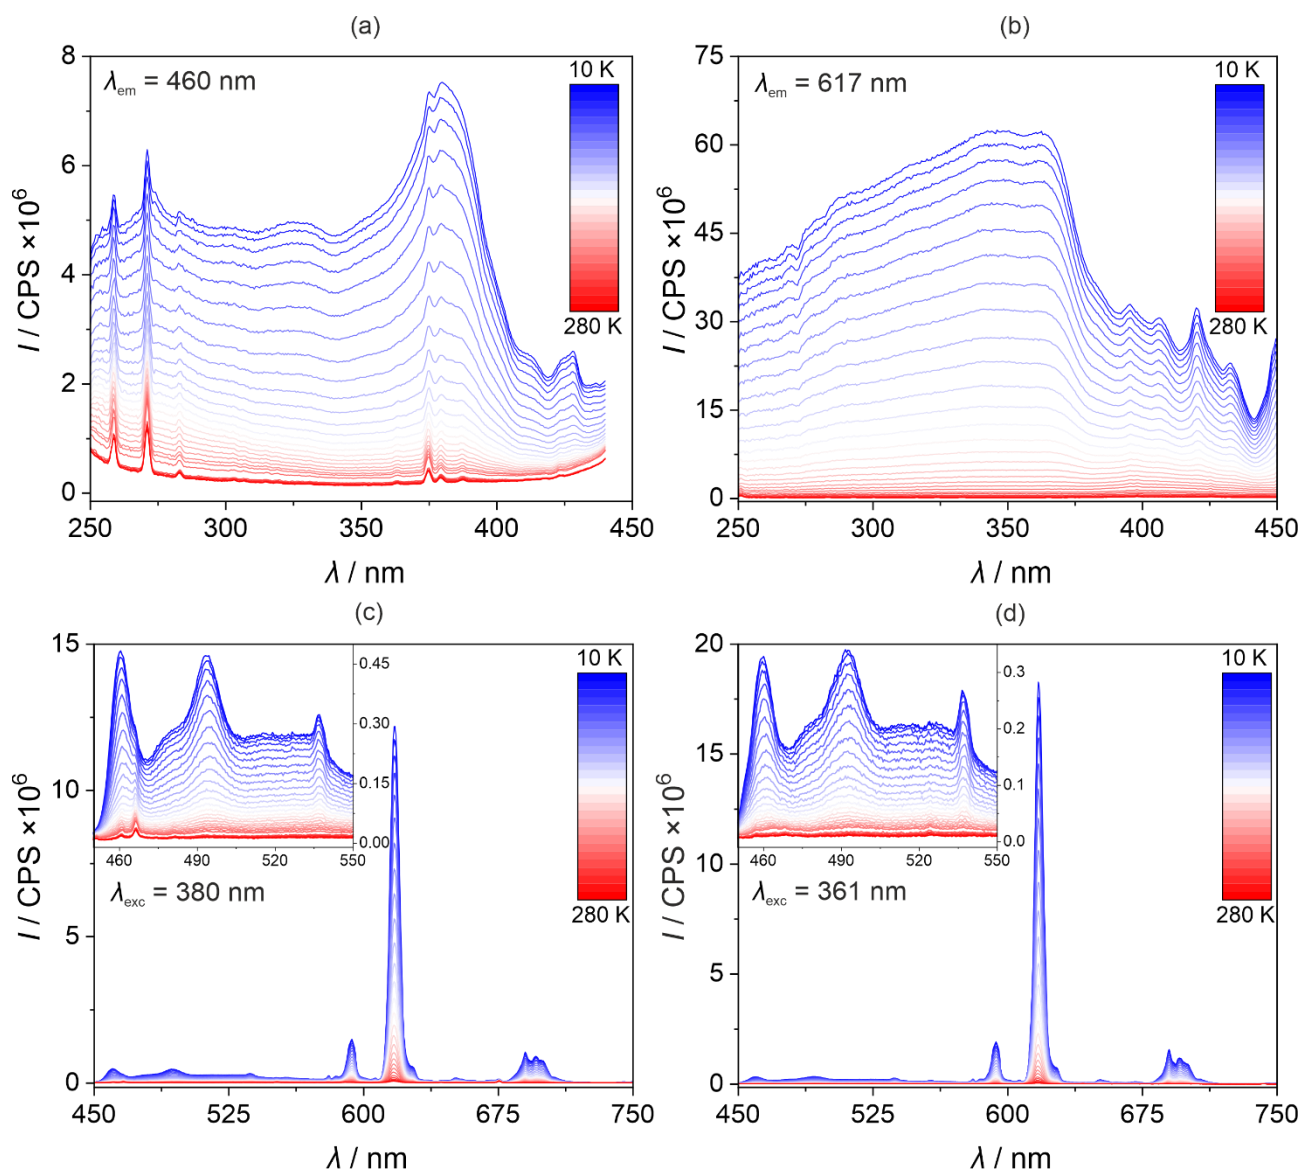 (a)
8
6
4
2
0
I / CPS ×10⁶
λem = 460 nm
10 K
280 K
250 300 350 400 450
λ / nm
(b)
75
60
45
30
15
0
I / CPS ×10⁶
λem = 617 nm
10 K
280 K
250 300 350 400 450
λ / nm
(c)
15
10
5
0
I / CPS ×10⁶
0.45
0.30
0.15
0.00
460 490 520 550
λexc = 380 nm
10 K
280 K
450 525 600 675 750
λ / nm
(d)
20
15
10
5
0
I / CPS ×10⁶
0.3
0.2
0.1
0.0
460 490 520 550
λexc = 361 nm
10 K
280 K
450 525 600 675 750
λ / nm